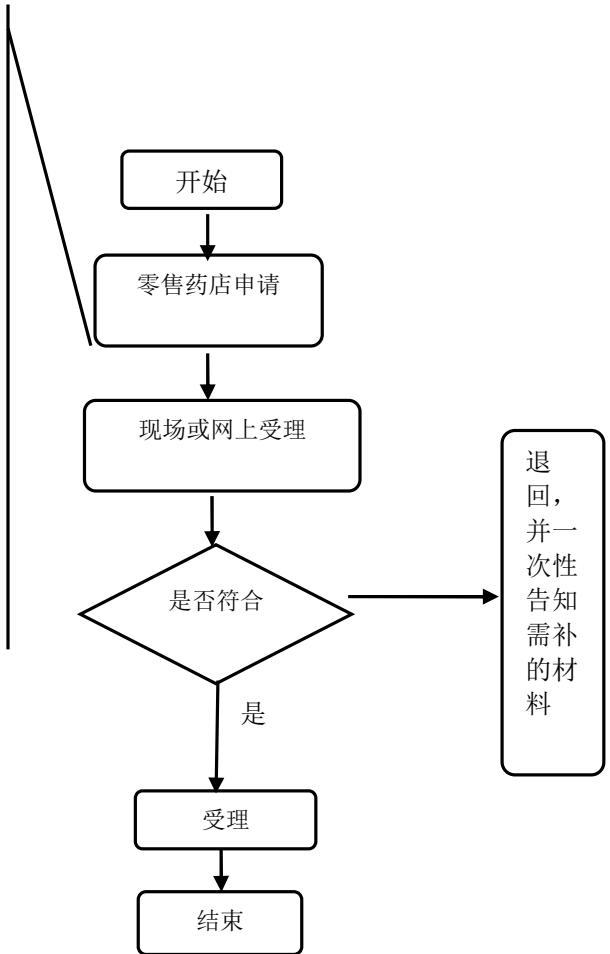 开始
零售药店申请
现场或网上受理
是否符合
退
回，
并一
次性
告知
需补
的材
料
是
受理
结束